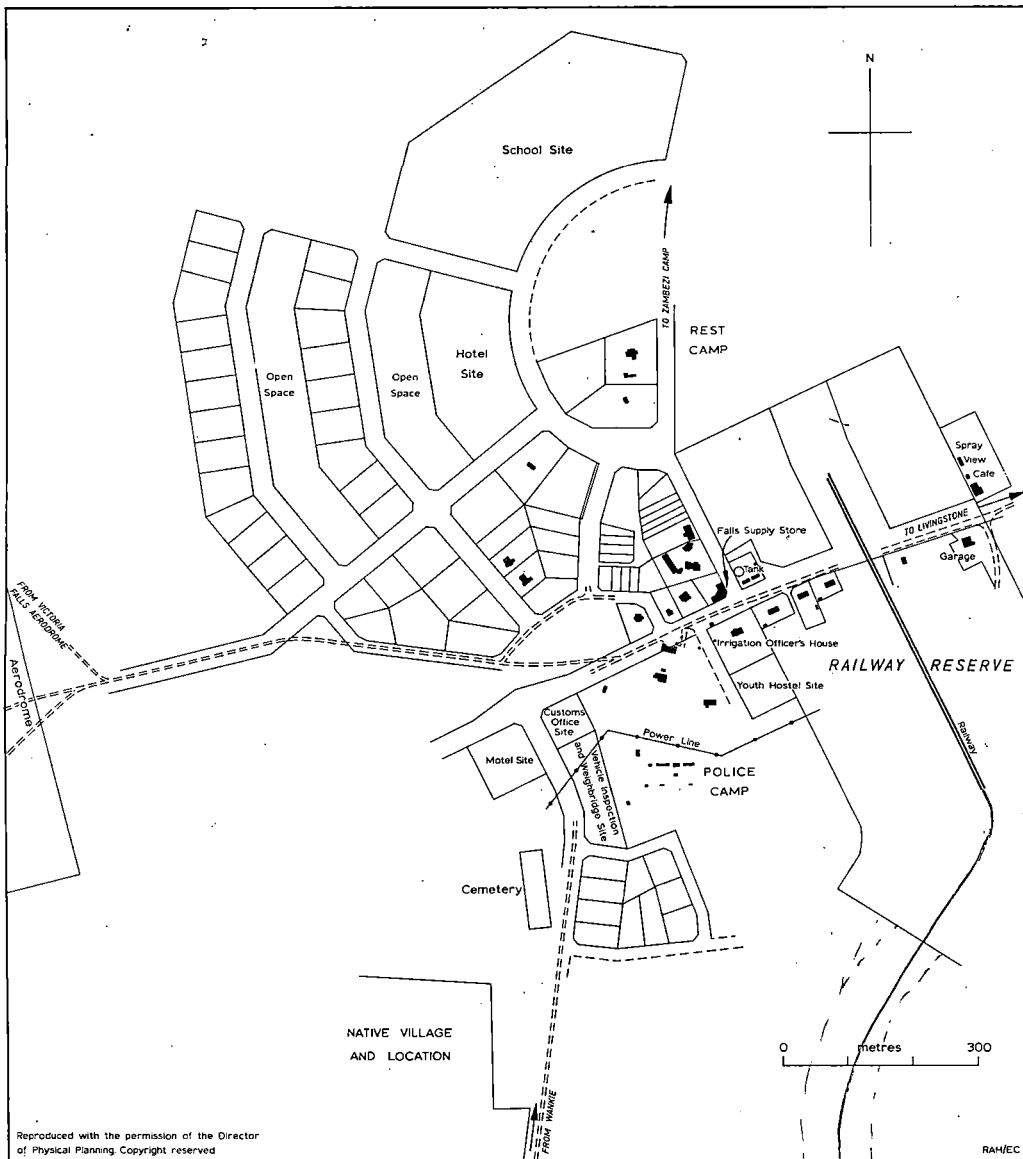 N
School Site
TO ZAMBEZI CAMP
REST
CAMP
Hotel
Site
Open
Space
Open
Space
Spray
View
Cafe
TO LIVINGSTONE
Falls Supply Store
Garage
Tank
FROM VICTORIA
FALLS AERODROME
Aerodrome
Irrigation Officer's House
RAILWAY RESERVE
Youth Hostel Site
Customs
Office
Site
Power Line
Railway
Motel Site
Vehicle Inspection
and Weighbridge Site
POLICE
CAMP
Cemetery
NATIVE VILLAGE
AND LOCATION
0 metres 300
FROM WANKIE
Reproduced with the permission of the Director
of Physical Planning. Copyright reserved
RAM/EC